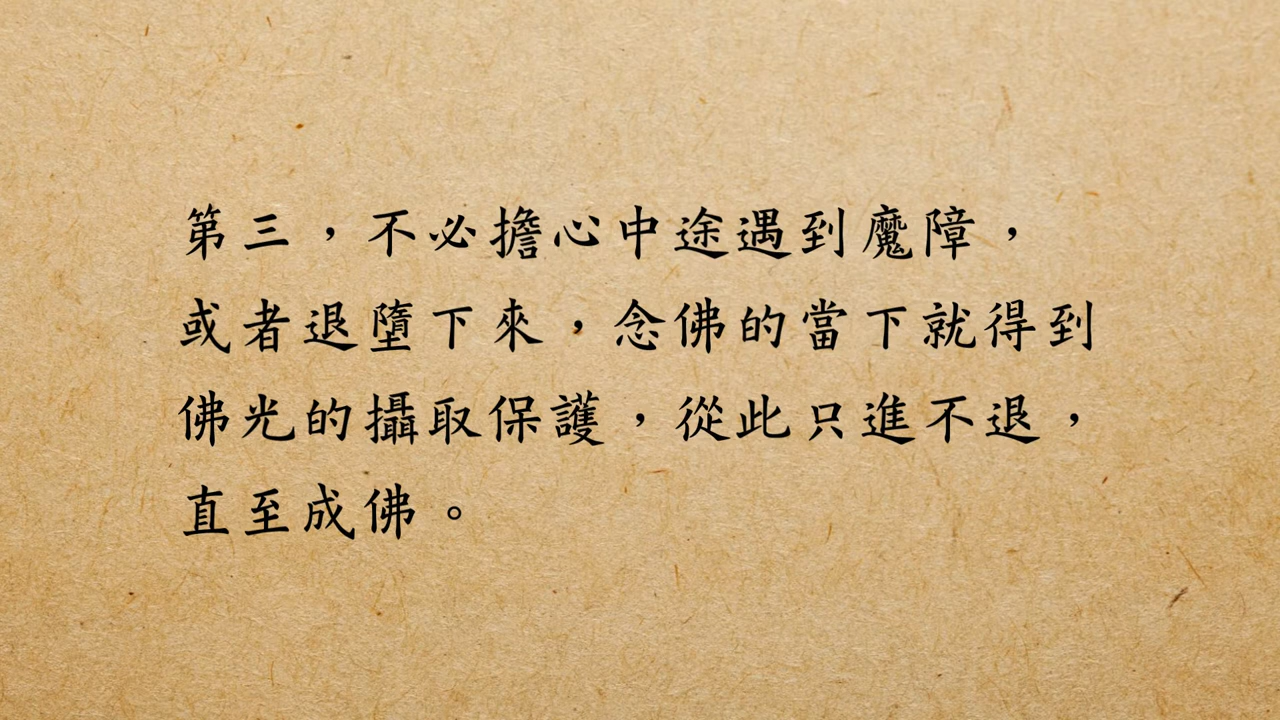 第三，不必擔心中途遇到魔障，
或者退墮下來，念佛的當下就得到
佛光的攝取保護，從此只進不退，
直至成佛。